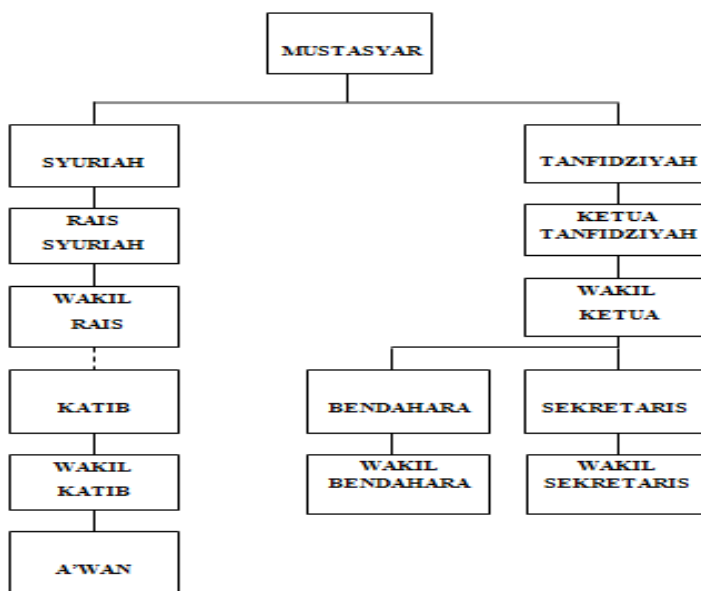 MUSTASYAR
SYURIAH
TANFIDZIYAH
RAIS
SYURIAH
KETUA
TANFIDZIYAH
WAKIL
RAIS
WAKIL
KETUA
KATIB
BENDAHARA
SEKRETARIS
WAKIL
KATIB
WAKIL
BENDAHARA
WAKIL
SEKRETARIS
A’WAN